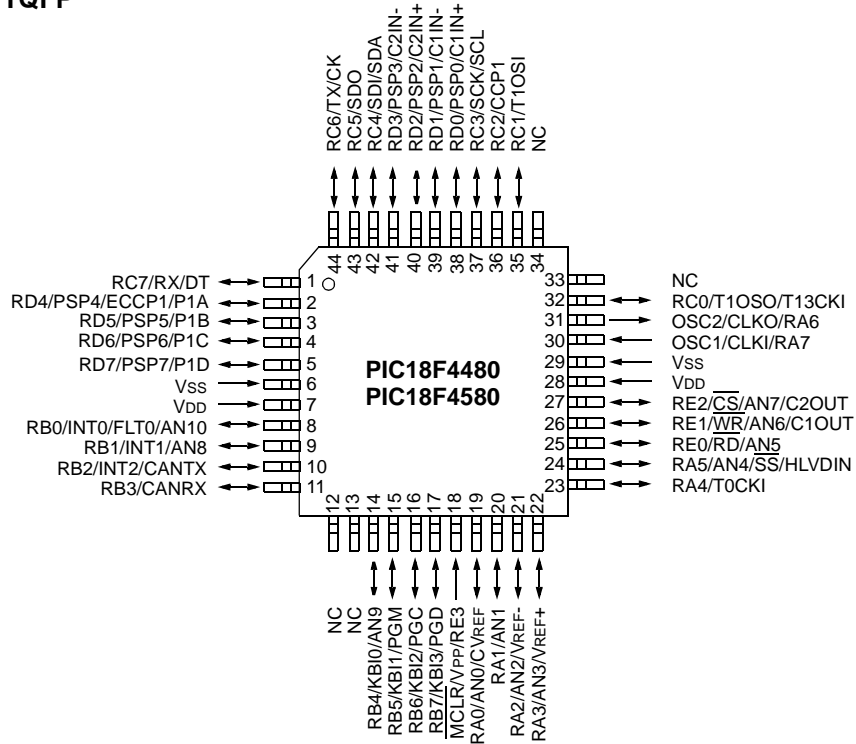 TQFP
RC6/TX/CK
RC5/SDO
RC4/SDI/SDA
RD3/PSP3/C2IN-
RD2/PSP2/C2IN+
RD1/PSP1/C1IN-
RD0/PSP0/C1IN+
RC3/SCK/SCL
RC2/CCP1
RC1/T1OSI
NC
44
43
42
41
40
39
38
37
36
35
34
RC7/RX/DT
RD4/PSP4/ECCP1/P1A
RD5/PSP5/P1B
RD6/PSP6/P1C
RD7/PSP7/P1D
VSS
VDD
RB0/INT0/FLT0/AN10
RB1/INT1/AN8
RB2/INT2/CANTX
RB3/CANRX
1
2
3
4
5
6
7
8
9
10
11
PIC18F4480
PIC18F4580
33
32
31
30
29
28
27
26
25
24
23
NC
RC0/T1OSO/T13CKI
OSC2/CLKO/RA6
OSC1/CLKI/RA7
VSS
VDD
RE2/CS/AN7/C2OUT
RE1/WR/AN6/C1OUT
RE0/RD/AN5
RA5/AN4/SS/HLVDIN
RA4/T0CKI
12
13
14
15
16
17
18
19
20
21
22
NC
NC
RB4/KBI0/AN9
RB5/KBI1/PGM
RB6/KBI2/PGC
RB7/KBI3/PGD
MCLR/VPP/RE3
RA0/AN0/CVREF
RA1/AN1
RA2/AN2/VREF-
RA3/AN3/VREF+